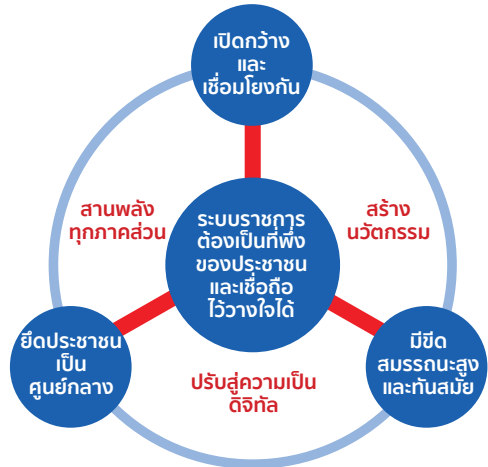 เปิดกว้าง
และ
เชื่อมโยงกัน
สานพลัง
ทุกภาคส่วน
ระบบราชการ
ต้องเป็นที่พึ่ง
ของประชาชน
และเชื่อถือ
ไว้วางใจได้
สร้าง
นวัตกรรม
ยึดประชาชน
เป็น
ศูนย์กลาง
ปรับสู่ความเป็น
ดิจิทัล
มีขีด
สมรรถนะสูง
และทันสมัย